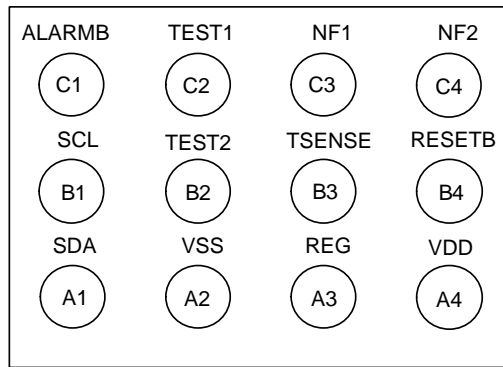 ALARMB TEST1 NF1 NF2
C1 C2 C3 C4
SCL TEST2 TSENSE RESETB
B1 B2 B3 B4
SDA VSS REG VDD
A1 A2 A3 A4